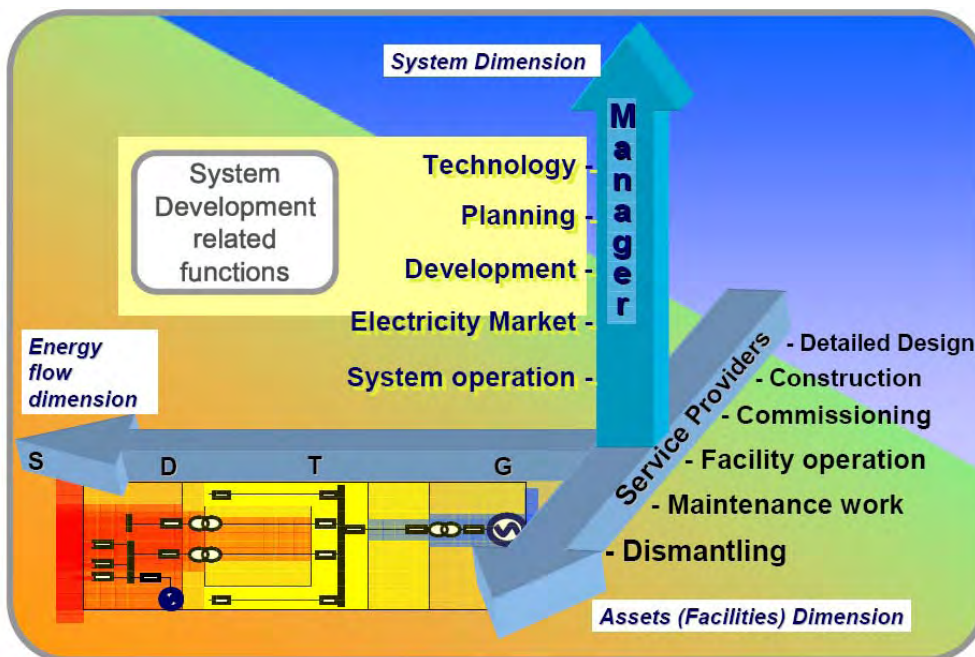 System Dimension
Manager
System
Development
related
functions
Technology -
Planning -
Development -
Electricity Market -
System operation -
Energy
flow
dimension
S D T G
Service Providers
- Detailed Design
- Construction
- Commissioning
- Facility operation
- Maintenance work
- Dismantling
Assets (Facilities) Dimension